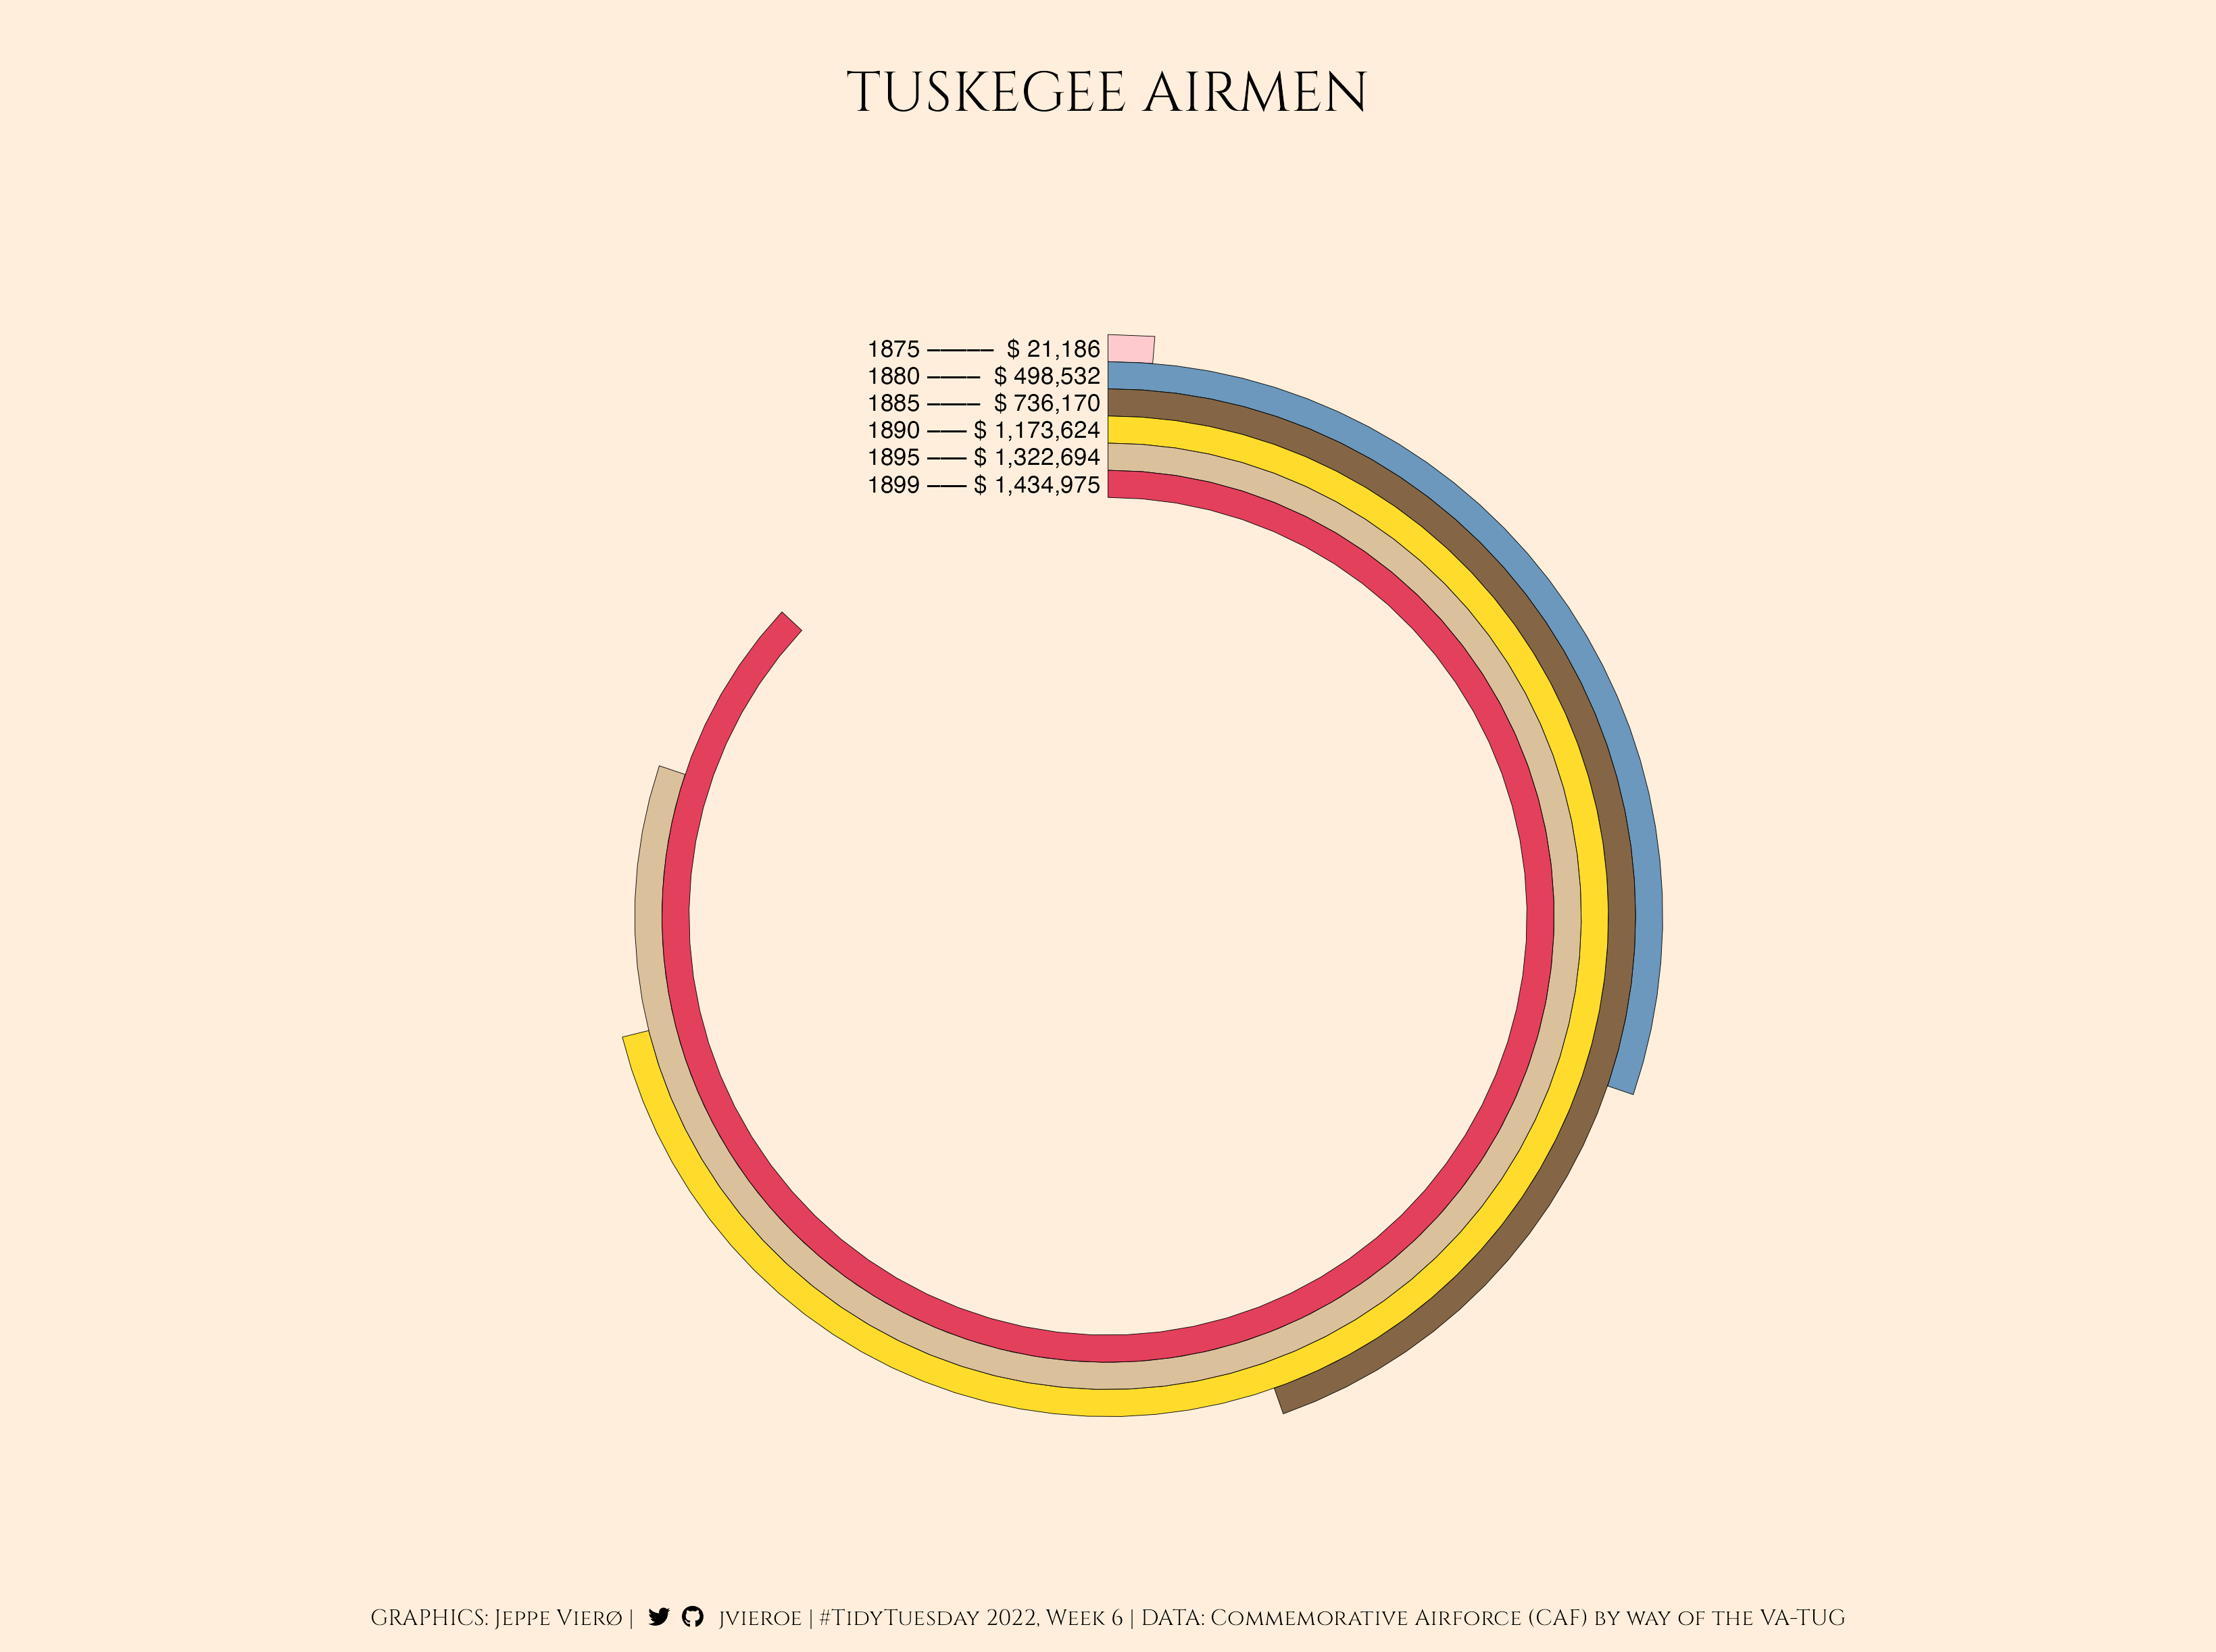 TUSKEGEE AIRMEN
1875 ——––– $ 21,186
1880 ———– $ 498,532
1885 ———– $ 736,170
1890 ——— $ 1,173,624
1895 ——— $ 1,322,694
1899 ——— $ 1,434,975
GRAPHICS: Jeppe Vierø | jvieroe | #TidyTuesday 2022, Week 6 | DATA: Commemorative Airforce (CAF) by way of the VA-TUG